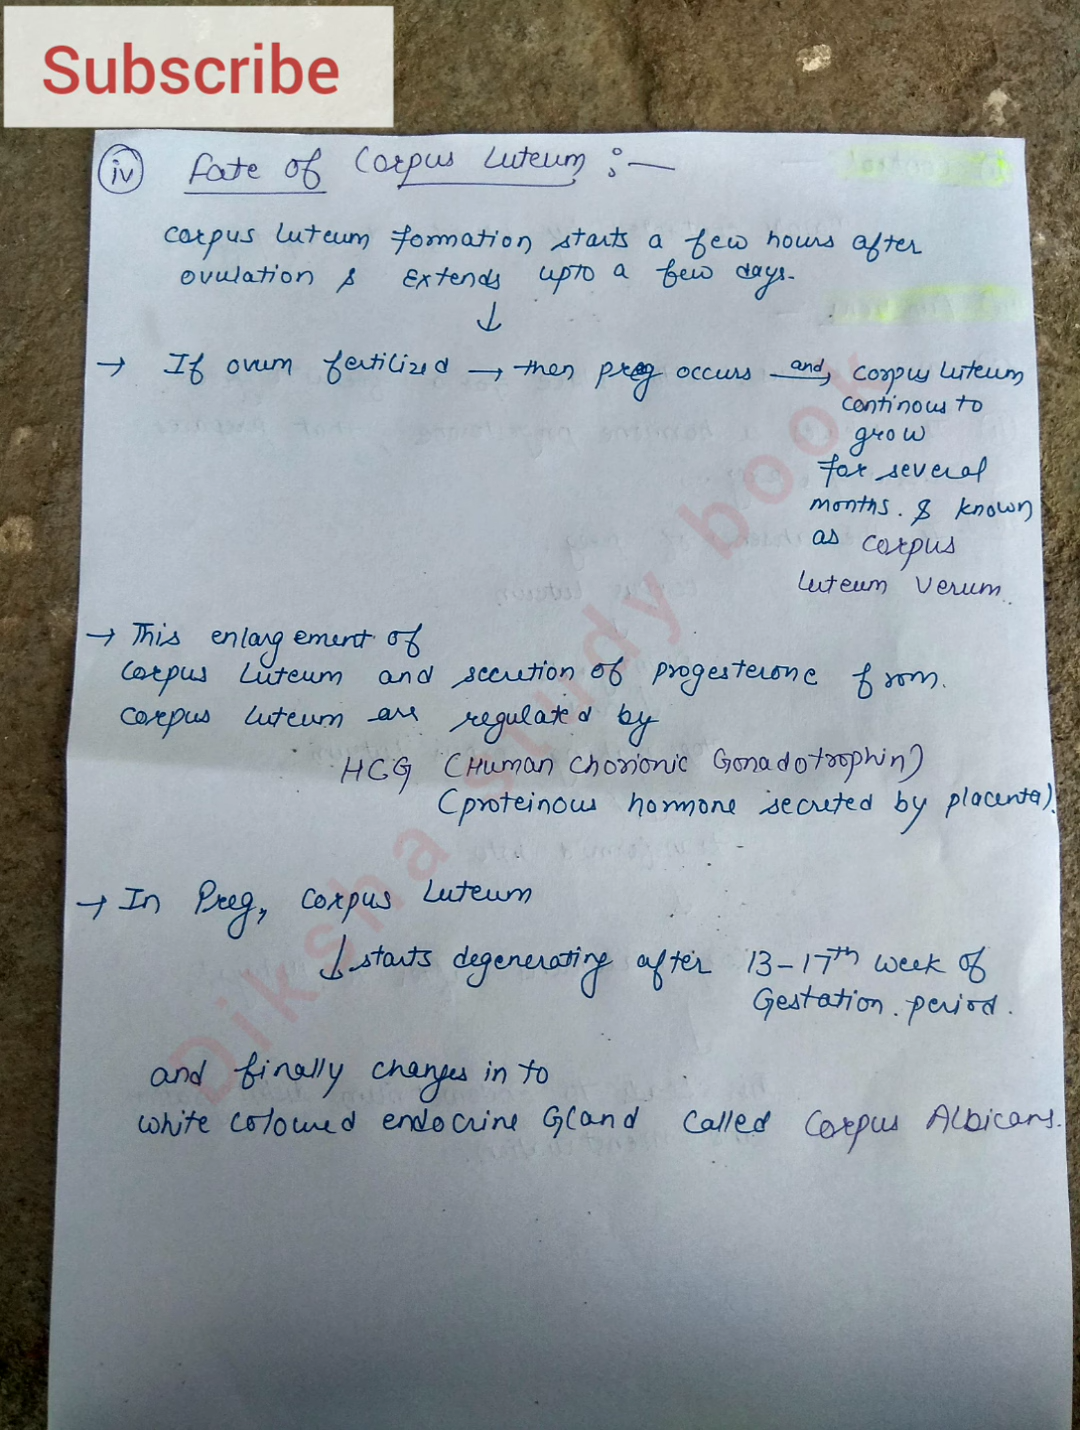 Subscribe
iv Fate of Corpus Luteum :—
corpus luteum formation starts a few hours after
ovulation & Extends upto a few days.
↓
→ If ovum fertilized → then preg occurs and→ corpus luteum
continous to
grow
for several
months. & known
as corpus
luteum verum.
→ This enlargement of
corpus luteum and secrution of progesterone from.
corpus luteum are regulated by
HCG (Human Chorionic Gonadotrophin)
(proteinous hormone secreted by placenta).
→ In Preg, corpus luteum
↓ starts degenerating after 13-17th week of
Gestation. period.
and finally changes in to
white coloured endocrine Gland called Corpus Albicans.
Diksha study book